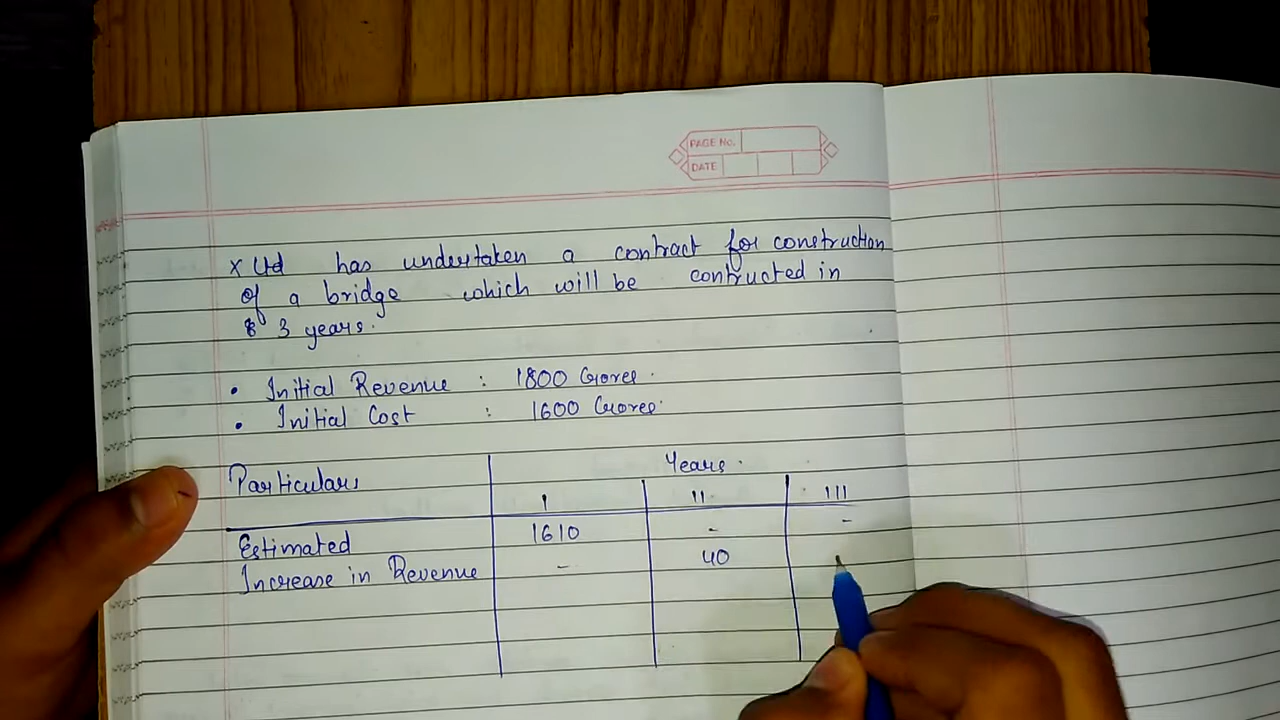 PAGE No.
DATE
X Ltd has undertaken a contract for construction
of a bridge which will be contructed in
3 years.
• Initial Revenue : 1800 Crores.
• Initial Cost : 1600 Crores.
Particulars Years.
I II III
Estimated 1610 - -
Increase in Revenue - 40